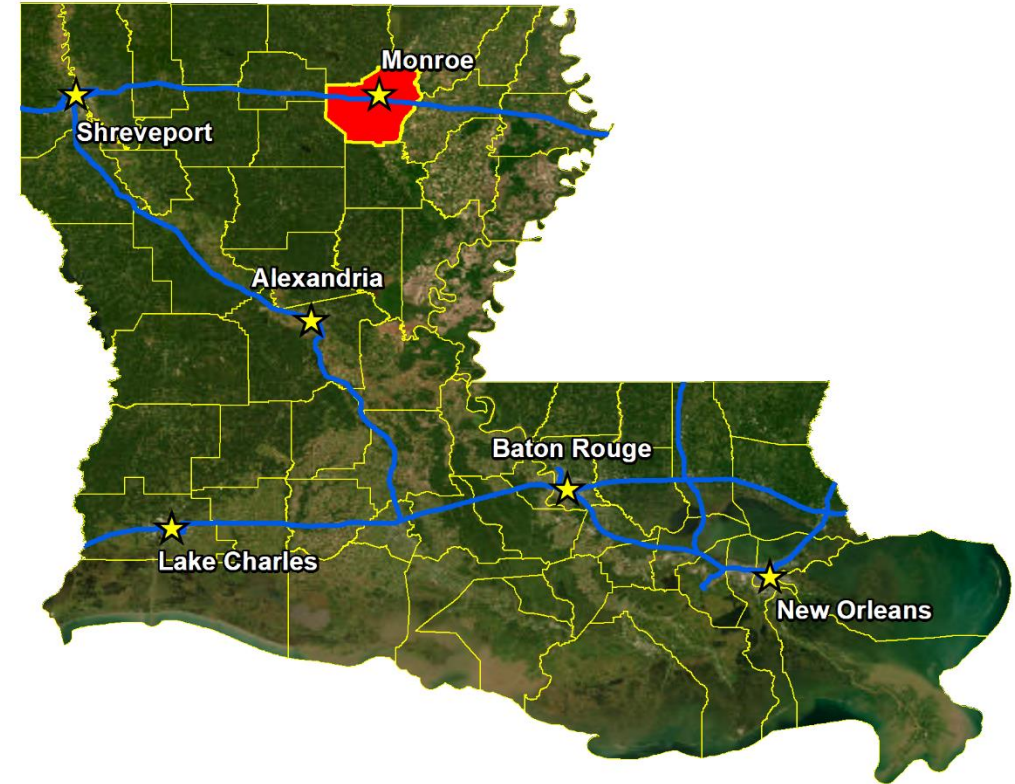 Monroe
Shreveport
Alexandria
Baton Rouge
Lake Charles
New Orleans